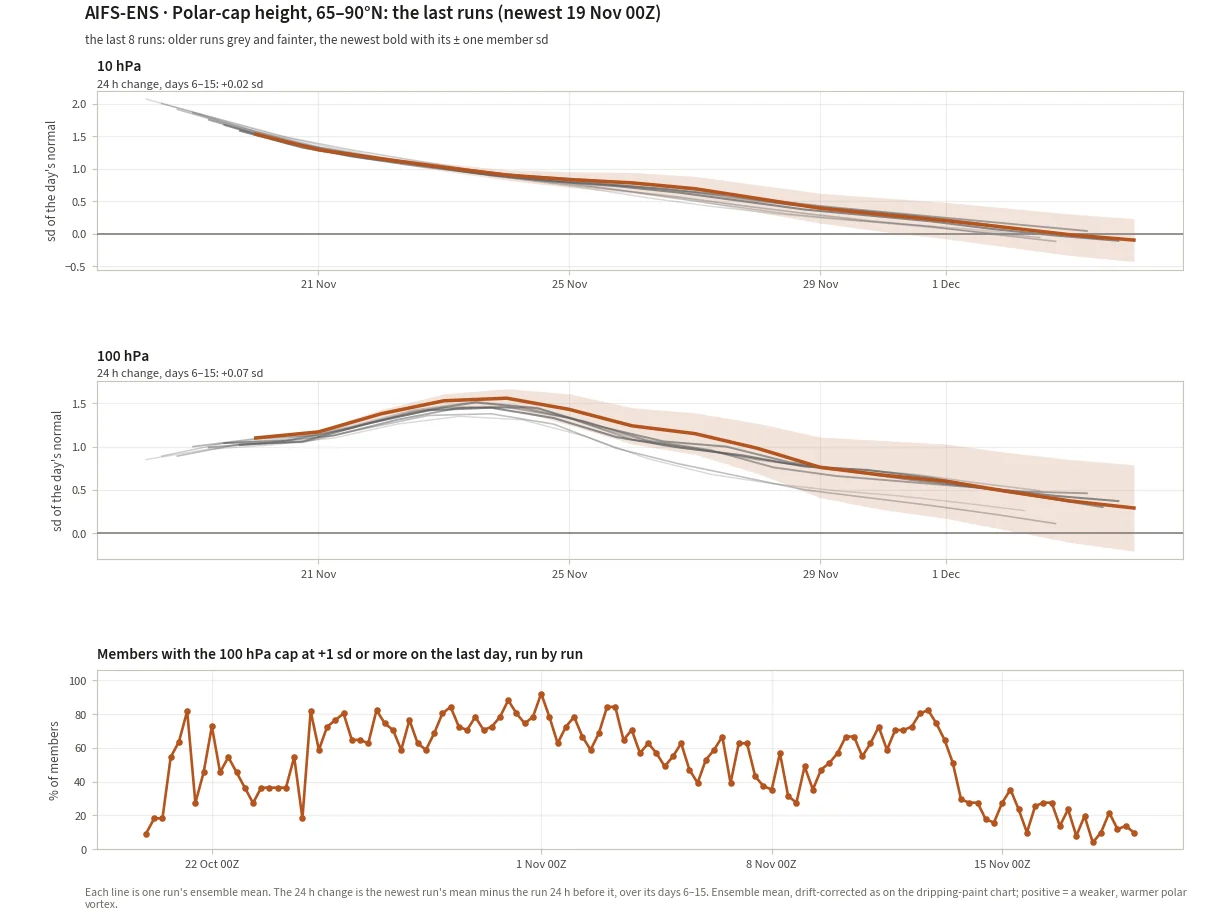 AIFS-ENS · Polar-cap height, 65–90°N: the last runs (newest 19 Nov 00Z)
the last 8 runs: older runs grey and fainter, the newest bold with its ± one member sd
10 hPa
24 h change, days 6–15: +0.02 sd
sd of the day's normal
2.0
1.5
1.0
0.5
0.0
−0.5
21 Nov
25 Nov
29 Nov
1 Dec
100 hPa
24 h change, days 6–15: +0.07 sd
sd of the day's normal
1.5
1.0
0.5
0.0
21 Nov
25 Nov
29 Nov
1 Dec
Members with the 100 hPa cap at +1 sd or more on the last day, run by run
% of members
100
80
60
40
20
0
22 Oct 00Z
1 Nov 00Z
8 Nov 00Z
15 Nov 00Z
Each line is one run's ensemble mean. The 24 h change is the newest run's mean minus the run 24 h before it, over its days 6–15. Ensemble mean, drift-corrected as on the dripping-paint chart; positive = a weaker, warmer polar
vortex.